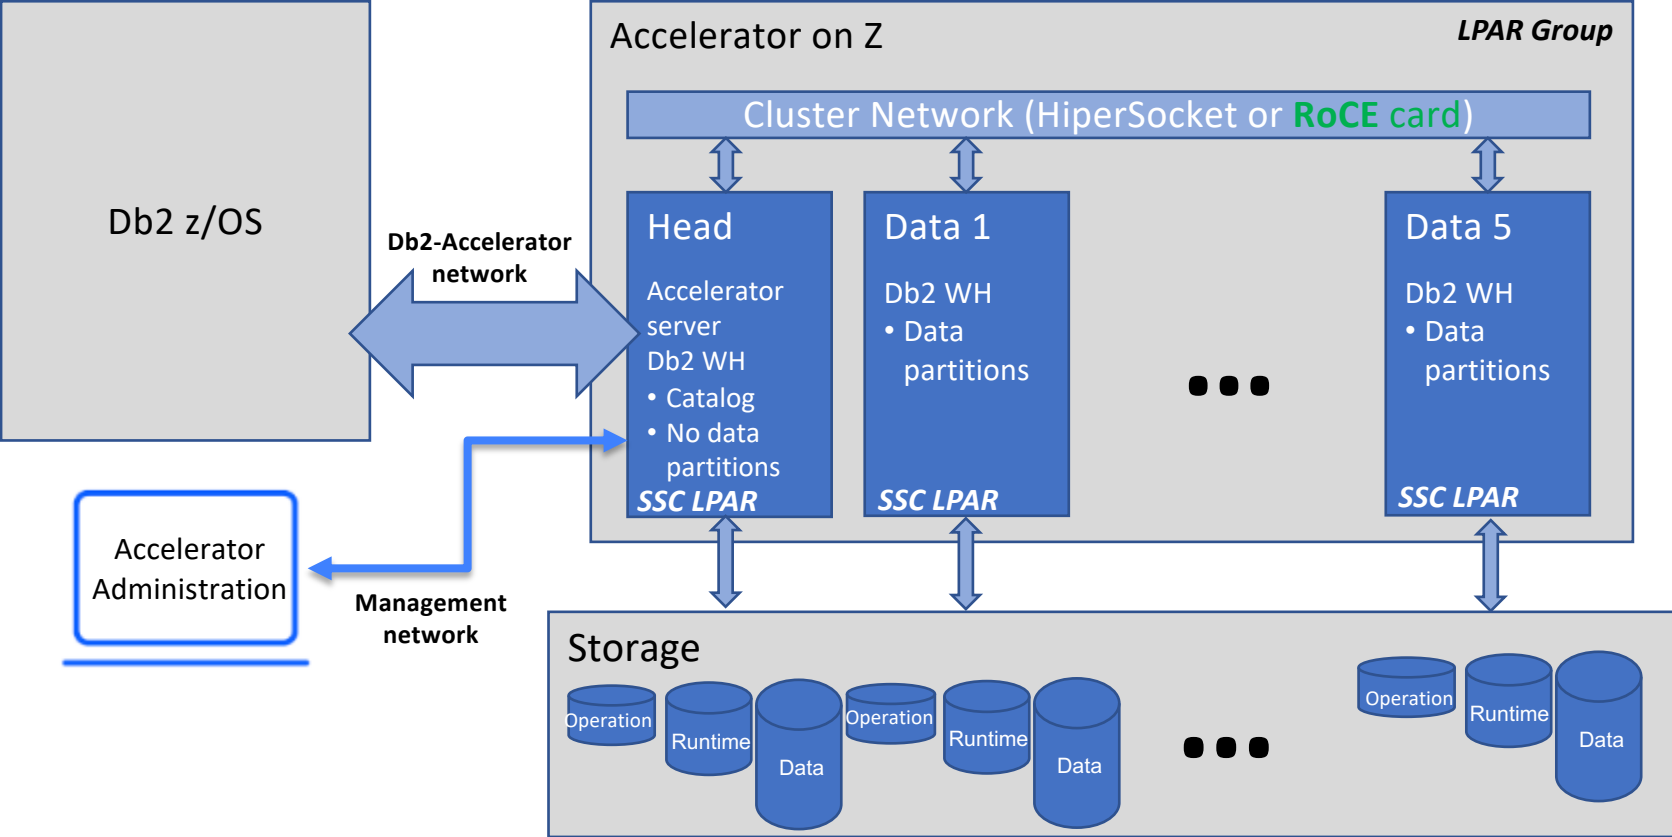 Accelerator on Z
LPAR Group
Cluster Network (HiperSocket or RoCE card)
Db2 z/OS
Db2-Accelerator
network
Head
Accelerator
server
Db2 WH
• Catalog
• No data
partitions
SSC LPAR
Data 1
Db2 WH
• Data
partitions
SSC LPAR
...
Data 5
Db2 WH
• Data
partitions
SSC LPAR
Accelerator
Administration
Management
network
Storage
Operation
Runtime
Data
Operation
Runtime
Data
...
Operation
Runtime
Data